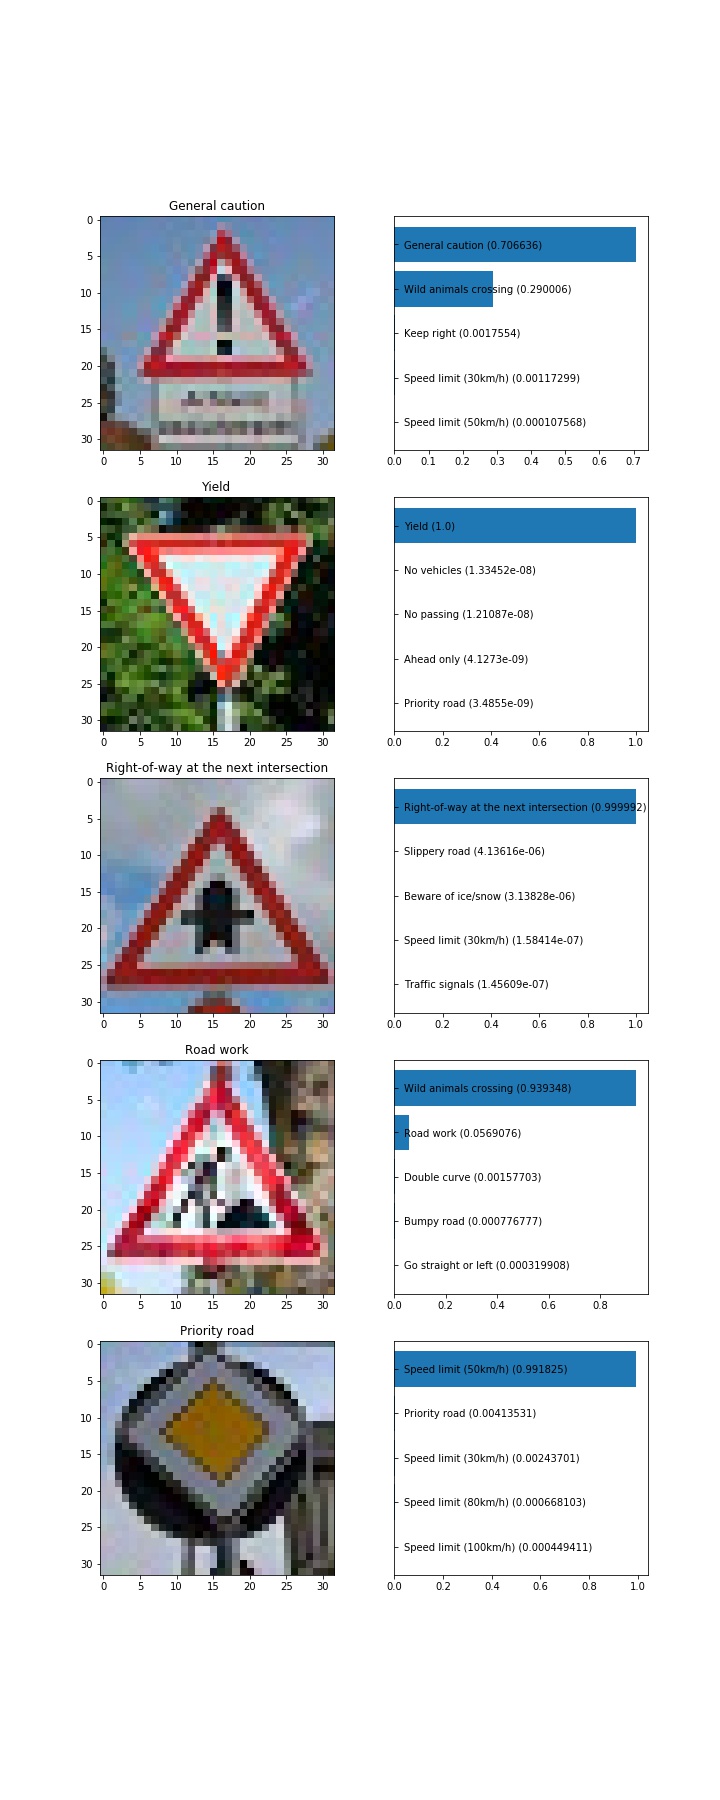 General caution
0
5
10
15
20
25
30
0 5 10 15 20 25 30
General caution (0.706636)
Wild animals crossing (0.290006)
Keep right (0.0017554)
Speed limit (30km/h) (0.00117299)
Speed limit (50km/h) (0.000107568)
0.0 0.1 0.2 0.3 0.4 0.5 0.6 0.7
Yield
0
5
10
15
20
25
30
0 5 10 15 20 25 30
Yield (1.0)
No vehicles (1.33452e-08)
No passing (1.21087e-08)
Ahead only (4.1273e-09)
Priority road (3.4855e-09)
0.0 0.2 0.4 0.6 0.8 1.0
Right-of-way at the next intersection
0
5
10
15
20
25
30
0 5 10 15 20 25 30
Right-of-way at the next intersection (0.999992)
Slippery road (4.13616e-06)
Beware of ice/snow (3.13828e-06)
Speed limit (30km/h) (1.58414e-07)
Traffic signals (1.45609e-07)
0.0 0.2 0.4 0.6 0.8 1.0
Road work
0
5
10
15
20
25
30
0 5 10 15 20 25 30
Wild animals crossing (0.939348)
Road work (0.0569076)
Double curve (0.00157703)
Bumpy road (0.000776777)
Go straight or left (0.000319908)
0.0 0.2 0.4 0.6 0.8
Priority road
0
5
10
15
20
25
30
0 5 10 15 20 25 30
Speed limit (50km/h) (0.991825)
Priority road (0.00413531)
Speed limit (30km/h) (0.00243701)
Speed limit (80km/h) (0.000668103)
Speed limit (100km/h) (0.000449411)
0.0 0.2 0.4 0.6 0.8 1.0